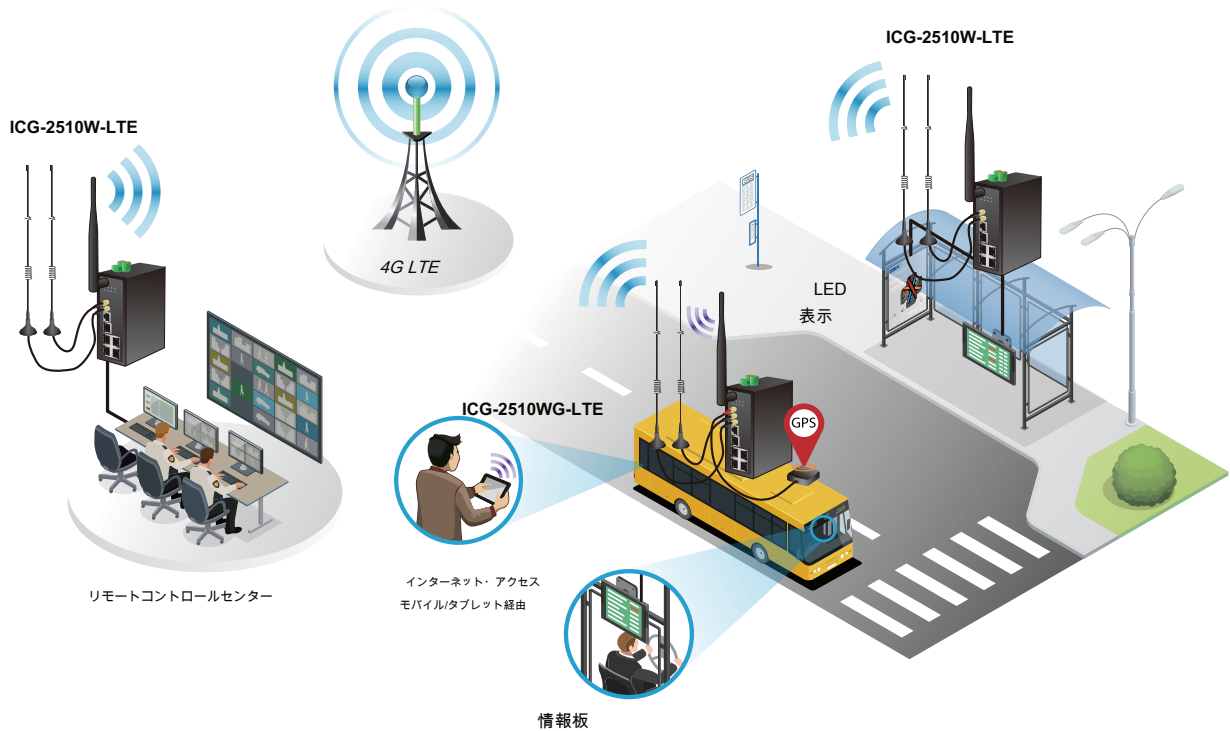 ICG-2510W-LTE
ICG-2510W-LTE
4G LTE
LED
表示
ICG-2510WG-LTE
GPS
リモートコントロールセンター
インターネット・アクセス
モバイル/タブレット経由
情報板